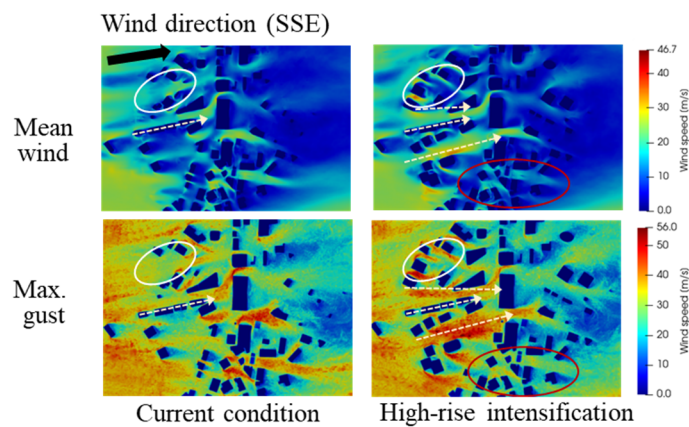 Wind direction (SSE)
Mean
wind
46.7
40
30
20
10
0.0
Wind speed (m/s)
Max.
gust
56.0
50
40
30
20
10
0.0
Wind speed (m/s)
Current condition
High-rise intensification